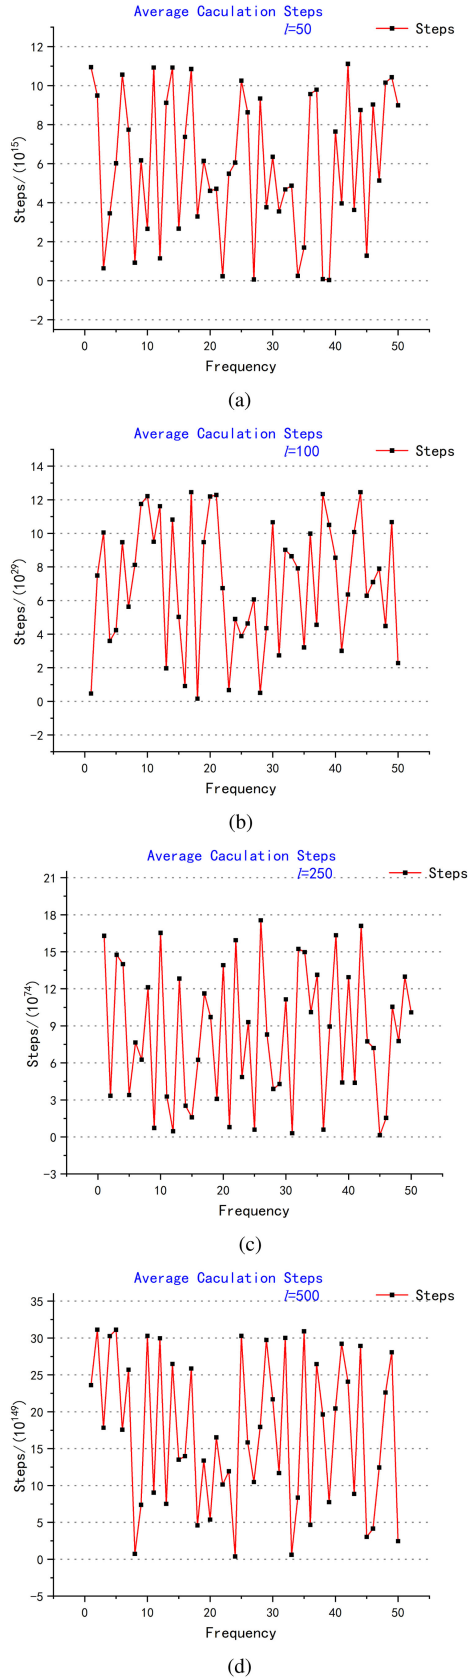 Average Caculation Steps
l=50
Steps
12
10
8
6
4
2
0
-2
Steps/(10^15)
0 10 20 30 40 50
Frequency
(a)
Average Caculation Steps
l=100
Steps
14
12
10
8
6
4
2
0
-2
Steps/(10^29)
0 10 20 30 40 50
Frequency
(b)
Average Caculation Steps
l=250
Steps
21
18
15
12
9
6
3
0
-3
Steps/(10^74)
0 10 20 30 40 50
Frequency
(c)
Average Caculation Steps
l=500
Steps
35
30
25
20
15
10
5
0
-5
Steps/(10^149)
0 10 20 30 40 50
Frequency
(d)